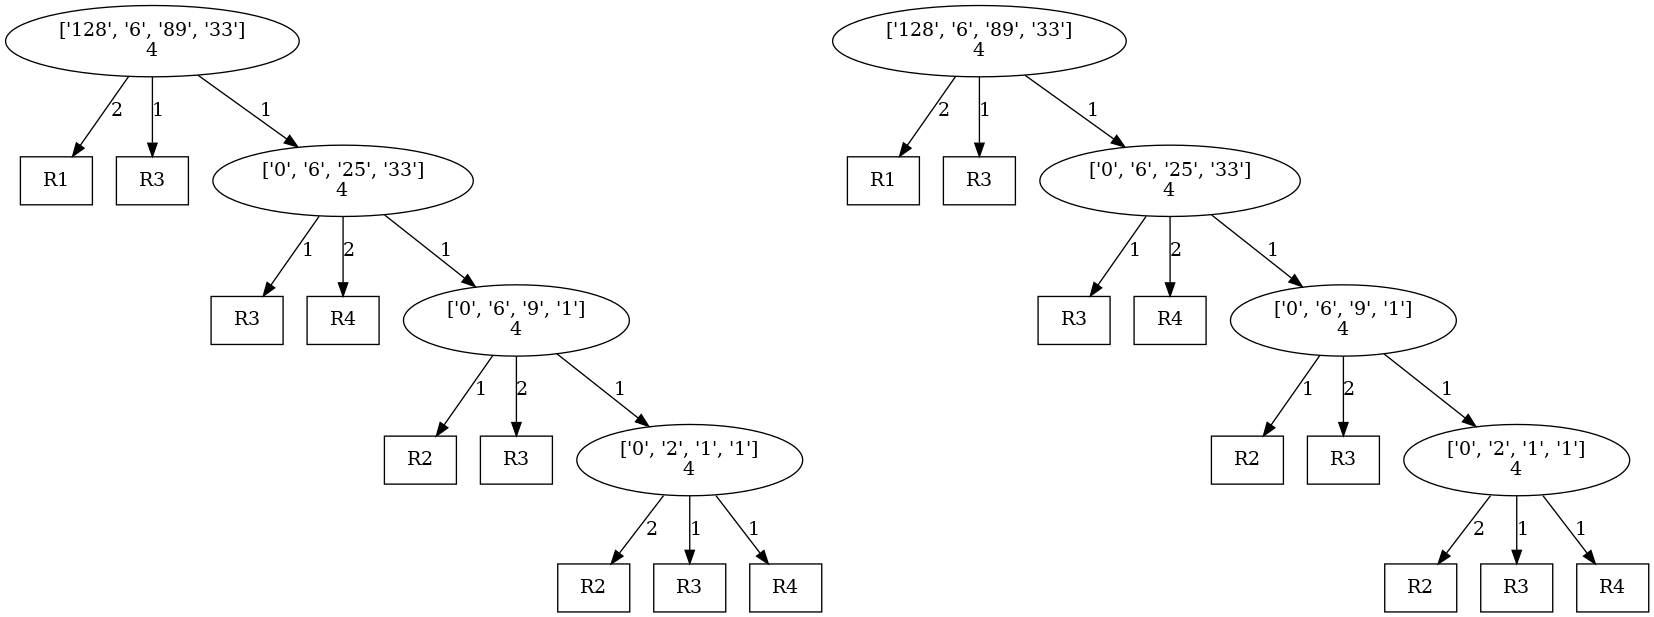 ['128', '6', '89', '33']
4
['128', '6', '89', '33']
4
2
1
1
2
1
1
R1
R3
['0', '6', '25', '33']
4
R1
R3
['0', '6', '25', '33']
4
1
2
1
1
2
1
R3
R4
['0', '6', '9', '1']
4
R3
R4
['0', '6', '9', '1']
4
1
2
1
1
2
1
R2
R3
['0', '2', '1', '1']
4
R2
R3
['0', '2', '1', '1']
4
2
1
1
2
1
1
R2
R3
R4
R2
R3
R4